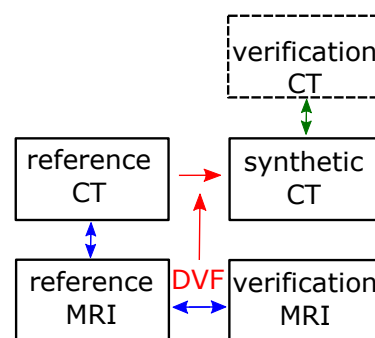 verification
CT
reference
CT
synthetic
CT
reference
MRI
DVF
verification
MRI